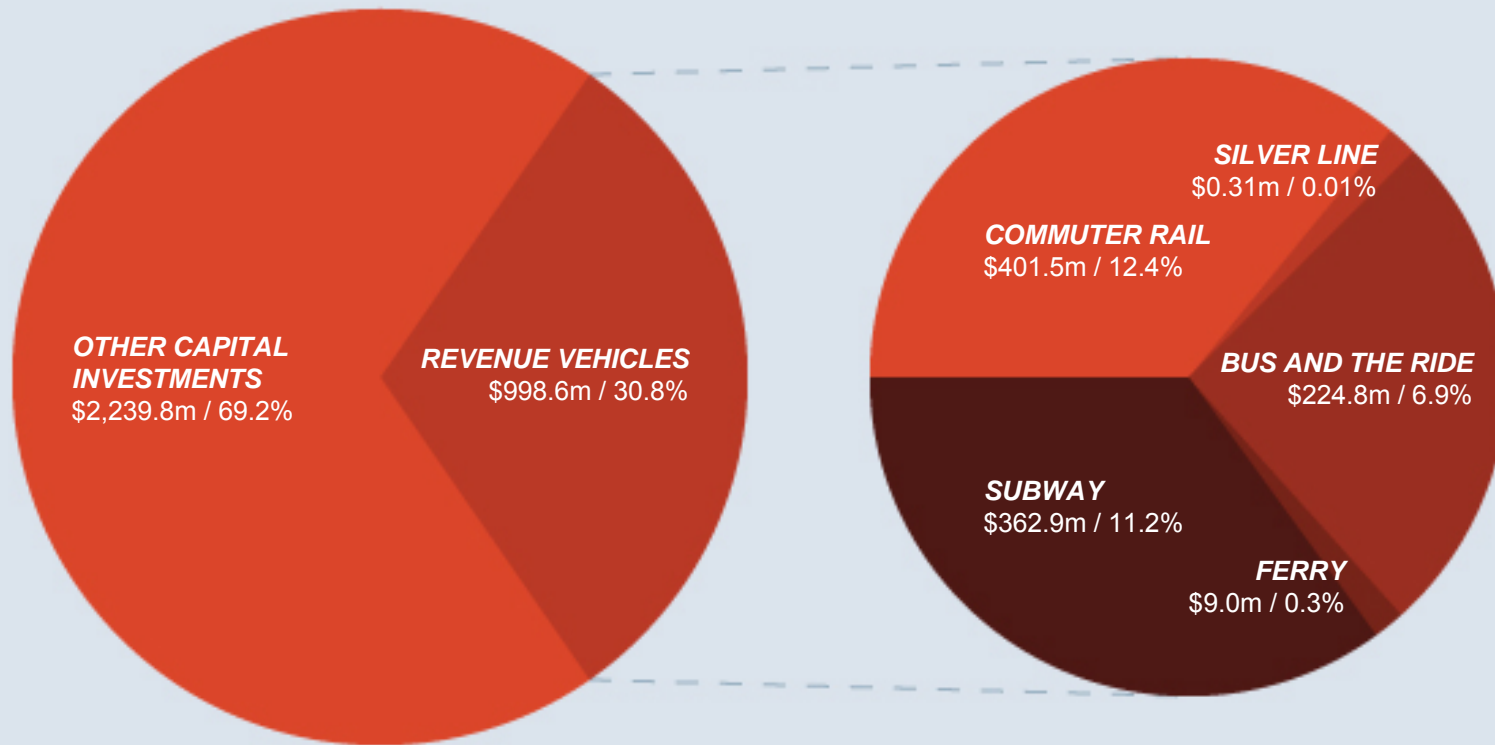 OTHER CAPITAL
INVESTMENTS
$2,239.8m / 69.2%
REVENUE VEHICLES
$998.6m / 30.8%
SILVER LINE
$0.31m / 0.01%
COMMUTER RAIL
$401.5m / 12.4%
BUS AND THE RIDE
$224.8m / 6.9%
SUBWAY
$362.9m / 11.2%
FERRY
$9.0m / 0.3%